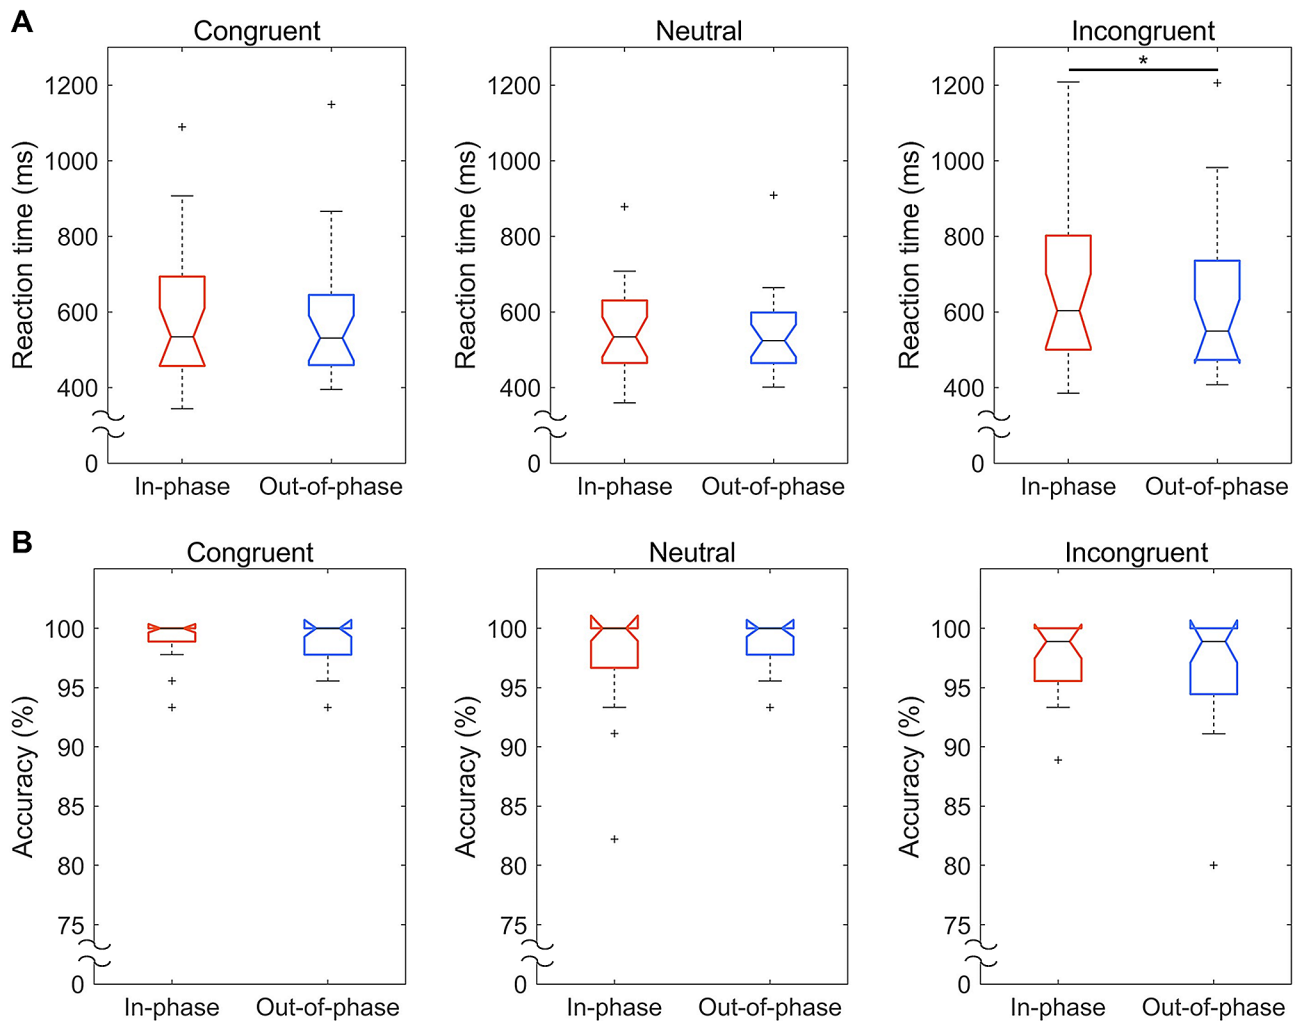 A
Congruent
Neutral
Incongruent
Reaction time (ms)
1200
1000
800
600
400
0
In-phase
Out-of-phase
Reaction time (ms)
1200
1000
800
600
400
0
In-phase
Out-of-phase
Reaction time (ms)
1200
1000
800
600
400
0
*
In-phase
Out-of-phase
B
Congruent
Neutral
Incongruent
Accuracy (%)
100
95
90
85
80
75
0
In-phase
Out-of-phase
Accuracy (%)
100
95
90
85
80
75
0
In-phase
Out-of-phase
Accuracy (%)
100
95
90
85
80
75
0
In-phase
Out-of-phase